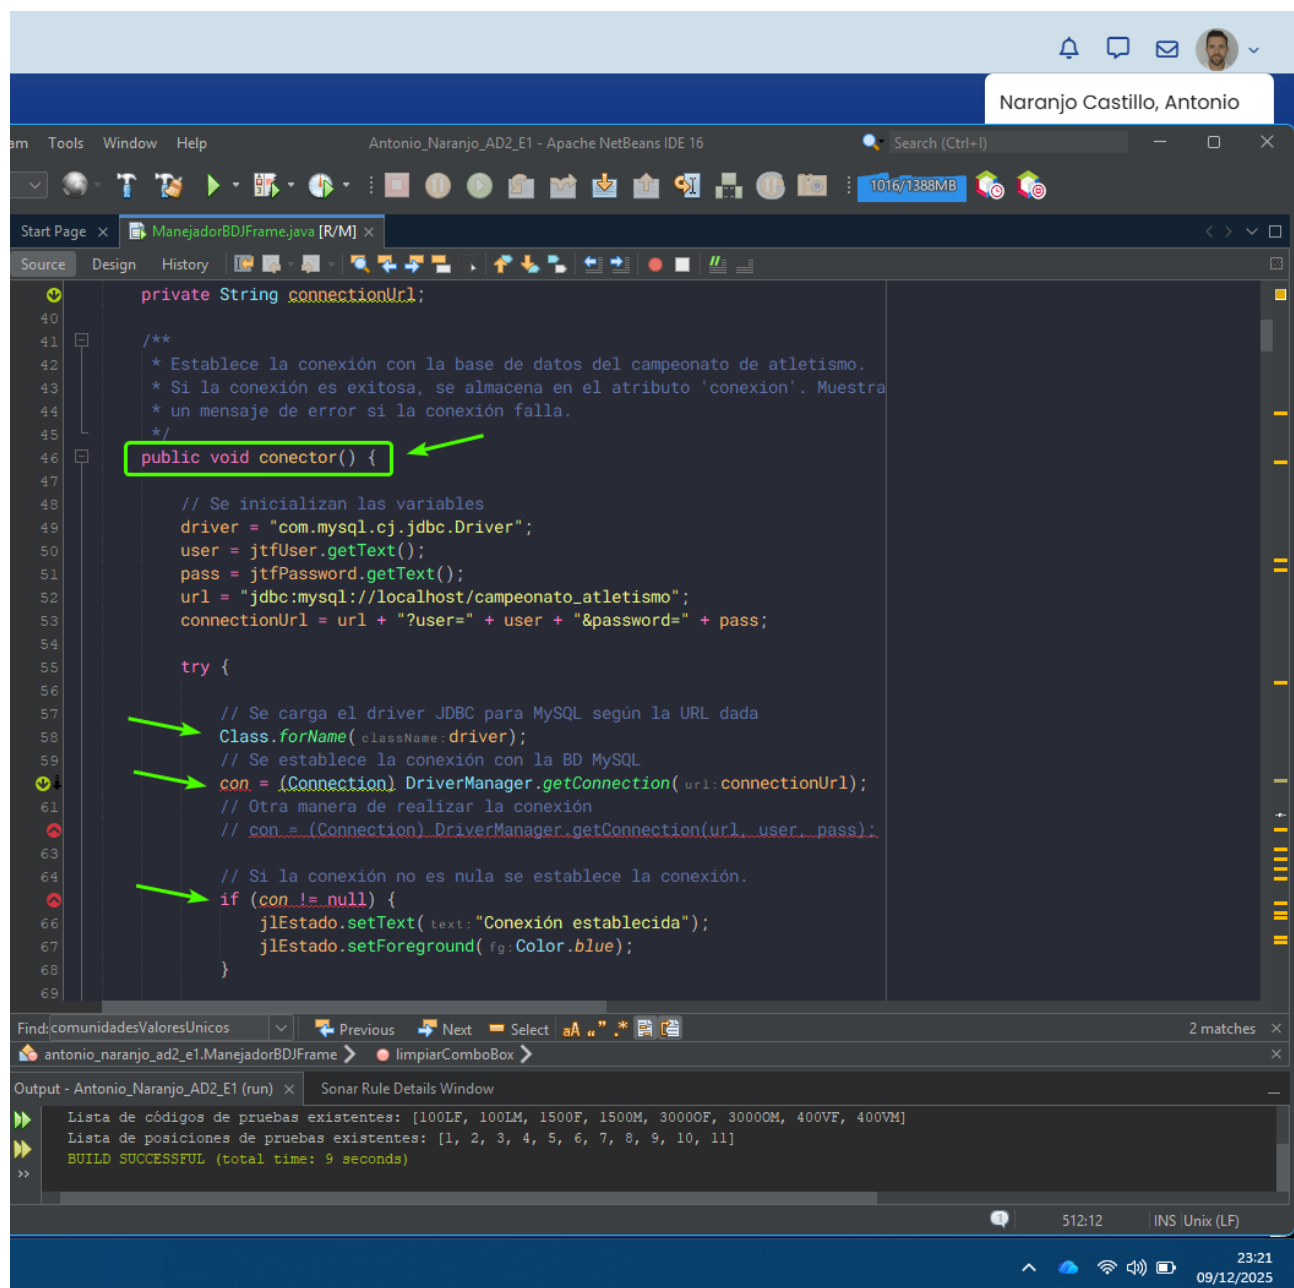 Naranjo Castillo, Antonio
am Tools Window Help Antonio_Naranjo_AD2_E1 - Apache NetBeans IDE 16 Search (Ctrl+I)
1016/1388MB
Start Page ManejadorBDJFrame.java [R/M]
Source Design History
private String connectionUrl;
40
41 /**
42 * Establece la conexión con la base de datos del campeonato de atletismo.
43 * Si la conexión es exitosa, se almacena en el atributo 'conexion'. Muestra
44 * un mensaje de error si la conexión falla.
45 */
46 public void conector() {
47
48 // Se inicializan las variables
49 driver = "com.mysql.cj.jdbc.Driver";
50 user = jtfUser.getText();
51 pass = jtfPassword.getText();
52 url = "jdbc:mysql://localhost/campeonato_atletismo";
53 connectionUrl = url + "?user=" + user + "&password=" + pass;
54
55 try {
56
57 // Se carga el driver JDBC para MySQL según la URL dada
58 Class.forName( className: driver);
59 // Se establece la conexión con la BD MySQL
con = (Connection) DriverManager.getConnection( url: connectionUrl);
61 // Otra manera de realizar la conexión
// con = (Connection) DriverManager.getConnection(url, user, pass);
63
64 // Si la conexión no es nula se establece la conexión.
if (con != null) {
66 jlEstado.setText( text: "Conexión establecida");
67 jlEstado.setForeground( fg: Color.blue);
68 }
69
Find: comunidadesValoresUnicos Previous Next Select aA 2 matches
antonio_naranjo_ad2_e1.ManejadorBDJFrame limpiarComboBox
Output - Antonio_Naranjo_AD2_E1 (run) Sonar Rule Details Window
Lista de códigos de pruebas existentes: [100LF, 100LM, 1500F, 1500M, 3000OF, 3000OM, 400VF, 400VM]
Lista de posiciones de pruebas existentes: [1, 2, 3, 4, 5, 6, 7, 8, 9, 10, 11]
BUILD SUCCESSFUL (total time: 9 seconds)
1 512:12 INS Unix (LF)
23:21
09/12/2025